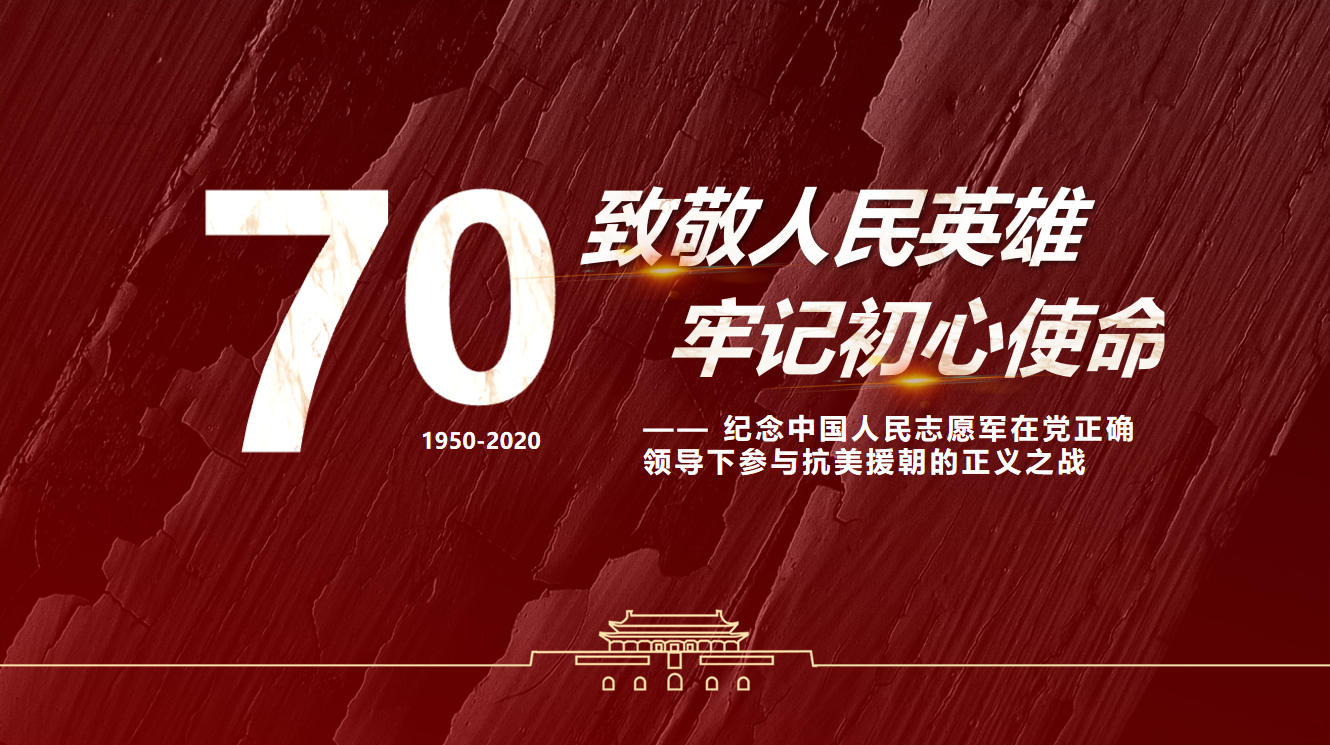 70
1950-2020
致敬人民英雄
牢记初心使命
—— 纪念中国人民志愿军在党正确
领导下参与抗美援朝的正义之战